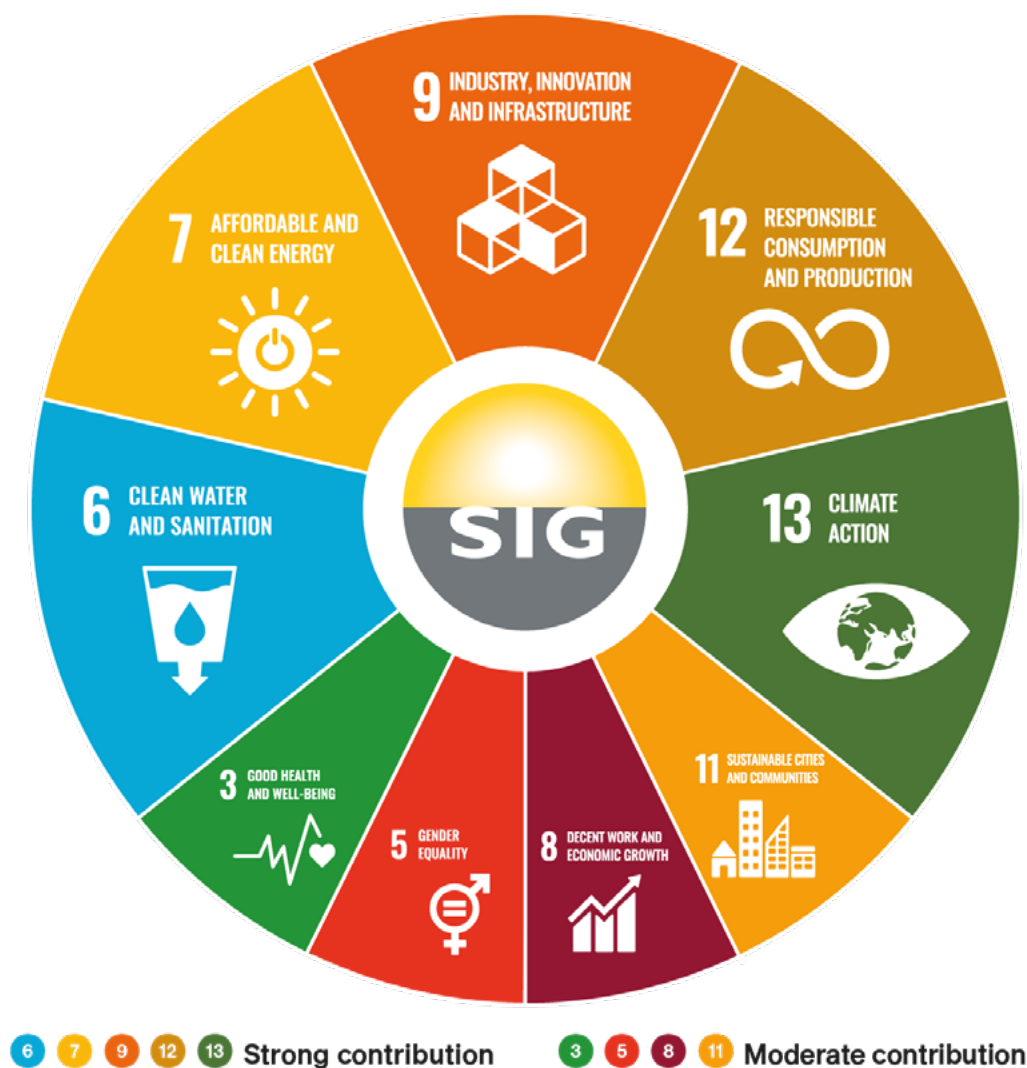 9 INDUSTRY, INNOVATION
AND INFRASTRUCTURE
7 AFFORDABLE AND
CLEAN ENERGY
12 RESPONSIBLE
CONSUMPTION
AND PRODUCTION
6 CLEAN WATER
AND SANITATION
SIG
13 CLIMATE
ACTION
3 GOOD HEALTH
AND WELL-BEING
5 GENDER
EQUALITY
8 DECENT WORK AND
ECONOMIC GROWTH
11 SUSTAINABLE CITIES
AND COMMUNITIES
6 7 9 12 13 Strong contribution
3 5 8 11 Moderate contribution